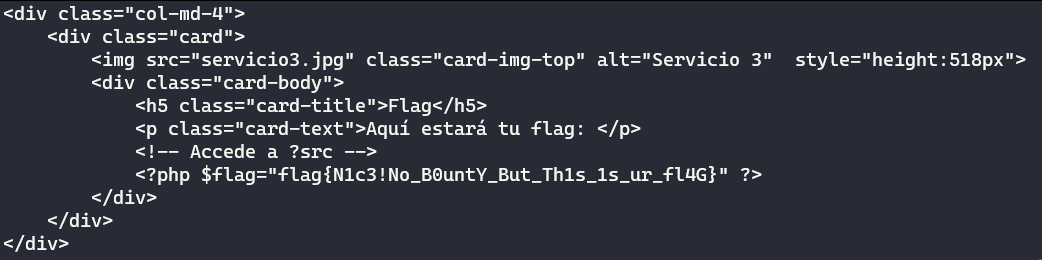 <div class="col-md-4">
    <div class="card">
        <img src="servicio3.jpg" class="card-img-top" alt="Servicio 3"  style="height:518px">
        <div class="card-body">
            <h5 class="card-title">Flag</h5>
            <p class="card-text">Aquí estará tu flag: </p>
            <!-- Accede a ?src -->
            <?php $flag="flag{N1c3!No_B0untY_But_Th1s_1s_ur_fl4G}" ?>
        </div>
    </div>
</div>